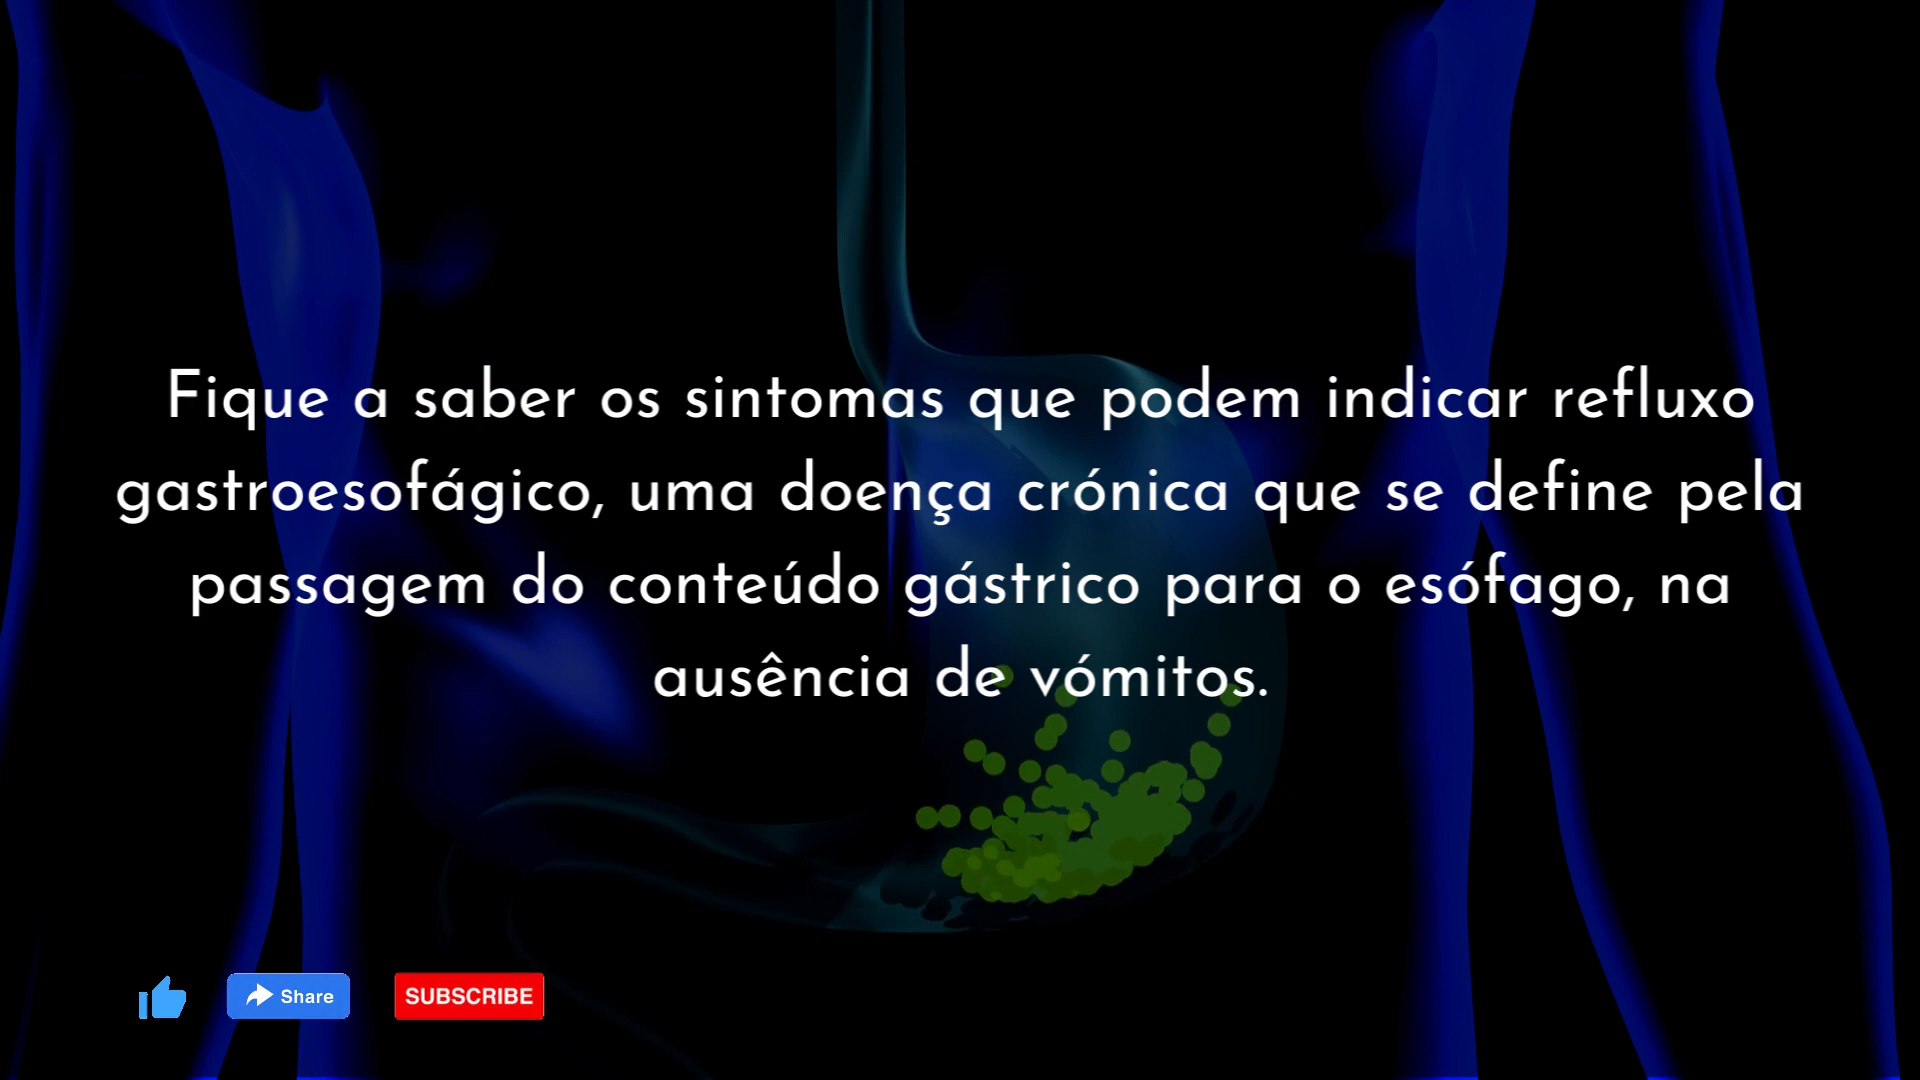 Fique a saber os sintomas que podem indicar refluxo
gastroesofágico, uma doença crónica que se define pela
passagem do conteúdo gástrico para o esófago, na
ausência de vómitos.
Share
SUBSCRIBE